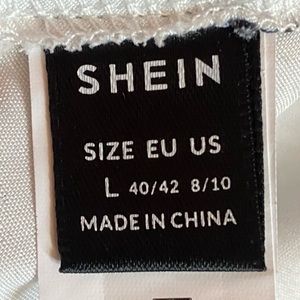 SHEIN
SIZE EU US
L 40/42 8/10
MADE IN CHINA